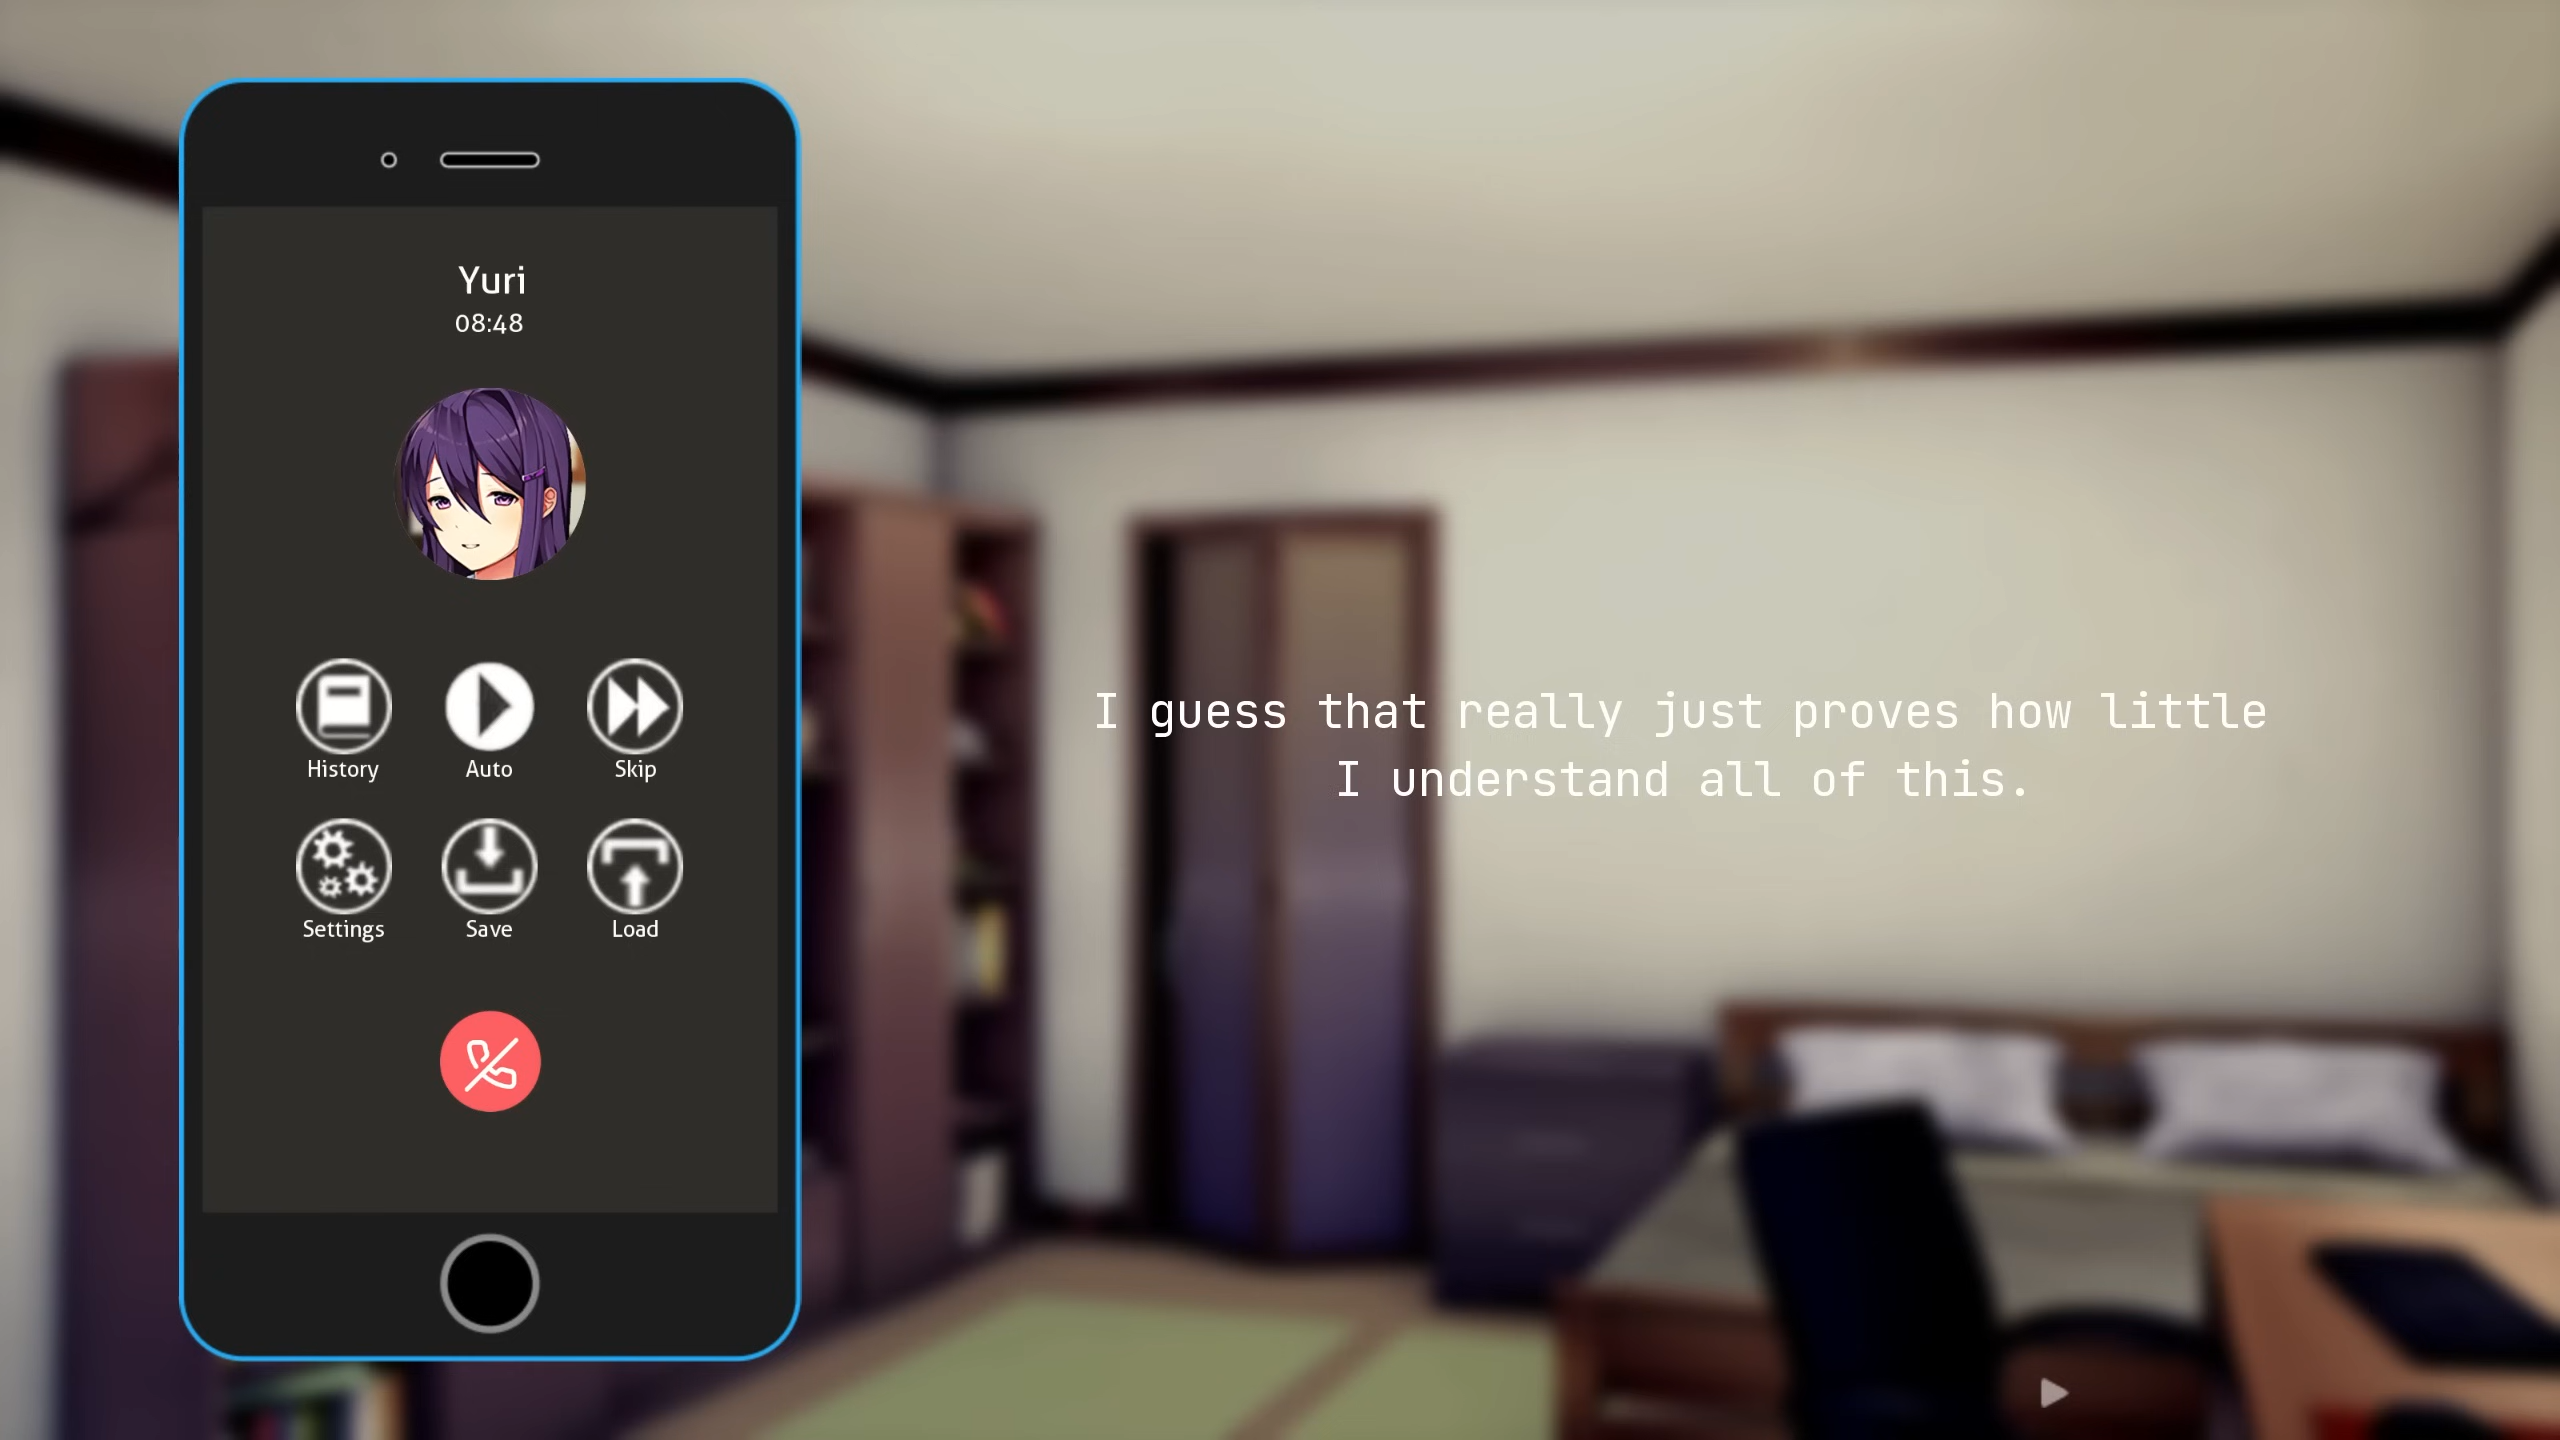 Yuri
08:48
History Auto Skip
Settings Save Load
I guess that really just proves how little
I understand all of this.